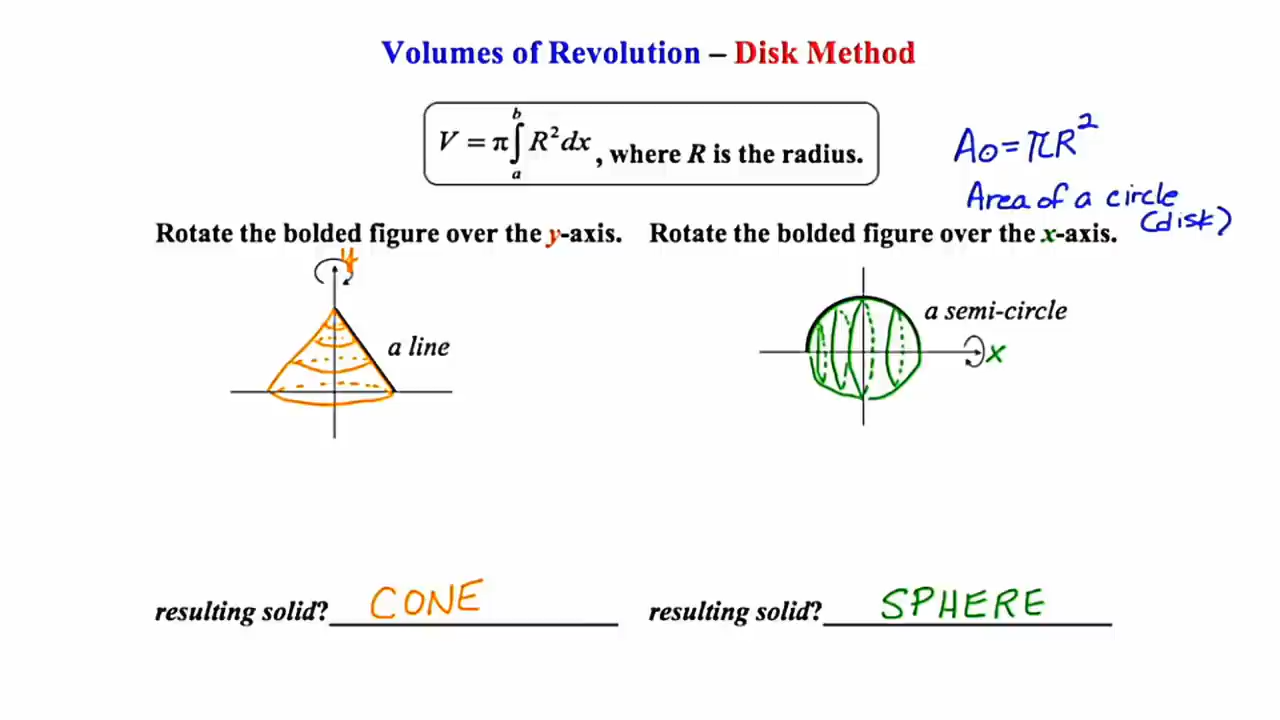 Volumes of Revolution – Disk Method
V = π∫ₐᵇ R² dx, where R is the radius.
A⊙ = πR²
Area of a circle
(disk)
Rotate the bolded figure over the y-axis.
Rotate the bolded figure over the x-axis.
y
a line
a semi-circle
x
resulting solid? CONE
resulting solid? SPHERE